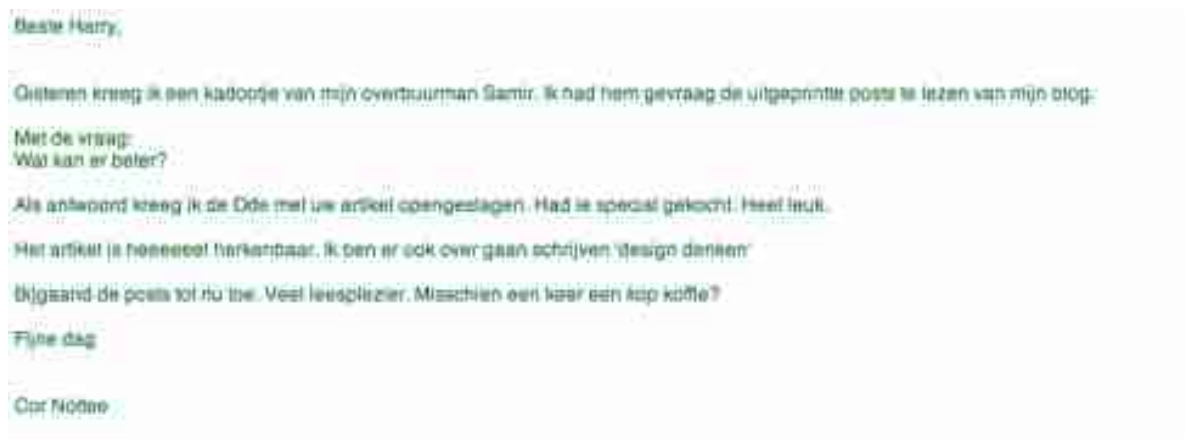 Beste Harry,
Gisteren kreeg ik een kadootje van mijn overbuurman Samir. Ik had hem gevraag de uitgeprinte posts te lezen van mijn blog.
Met de vraag:
Wat kan er beter?
Als antwoord kreeg ik de Ode met uw artikel opengeslagen. Had ie special gekocht. Heel leuk.
Het artikel is heeeeeel herkenbaar. Ik ben er ook over gaan schrijven 'design denken'
Bijgaand de posts tot nu toe. Veel leesplezier. Misschien een keer een kop koffie?
Fijne dag
Cor